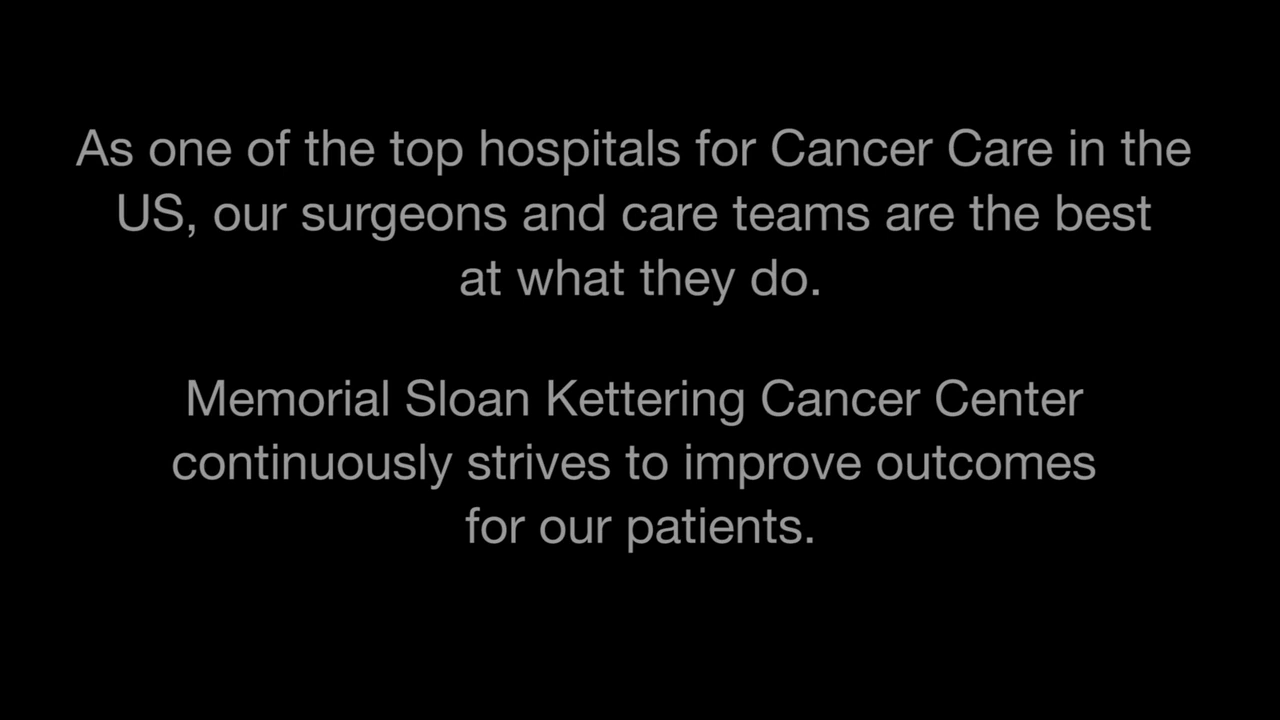 As one of the top hospitals for Cancer Care in the
US, our surgeons and care teams are the best
at what they do.
Memorial Sloan Kettering Cancer Center
continuously strives to improve outcomes
for our patients.